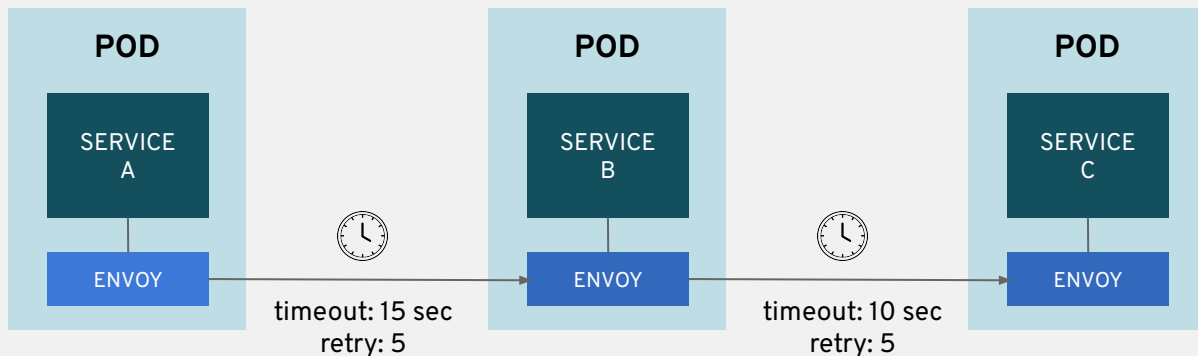 POD
SERVICE
A
ENVOY
timeout: 15 sec
retry: 5
POD
SERVICE
B
ENVOY
timeout: 10 sec
retry: 5
POD
SERVICE
C
ENVOY